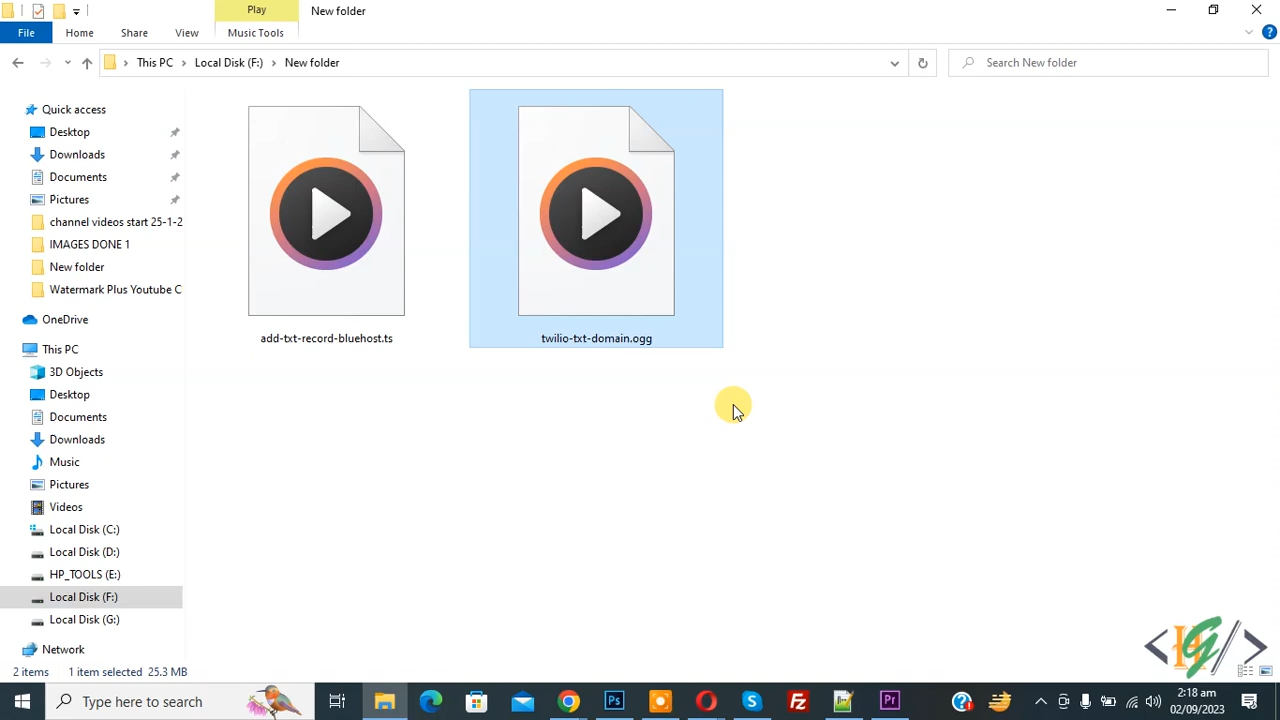 Play
New folder
File
Home
Share
View
Music Tools
This PC
Local Disk (F:)
New folder
Search New folder
Quick access
Desktop
Downloads
Documents
Pictures
channel videos start 25-1-2
IMAGES DONE 1
New folder
Watermark Plus Youtube C
OneDrive
This PC
3D Objects
Desktop
Documents
Downloads
Music
Pictures
Videos
Local Disk (C:)
Local Disk (D:)
HP_TOOLS (E:)
Local Disk (F:)
Local Disk (G:)
Network
add-txt-record-bluehost.ts
twilio-txt-domain.ogg
2 items
1 item selected 25.3 MB
Type here to search
Ps
Pr
2:18 am
02/09/2023